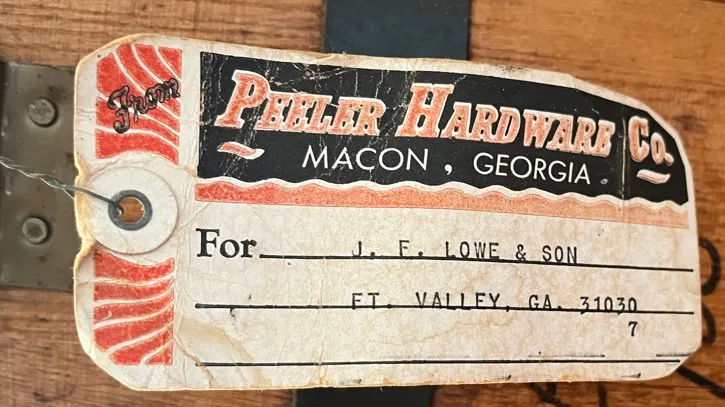 From
PEELER HARDWARE CO.
MACON, GEORGIA
For J. F. LOWE & SON
FT. VALLEY, GA. 31030
7